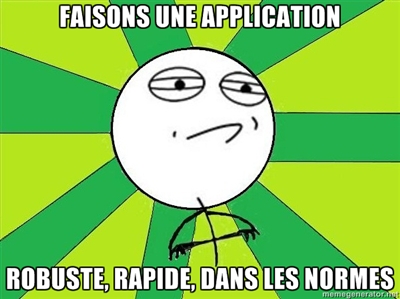 FAISONS UNE APPLICATION
ROBUSTE, RAPIDE, DANS LES NORMES
memegenerator.net